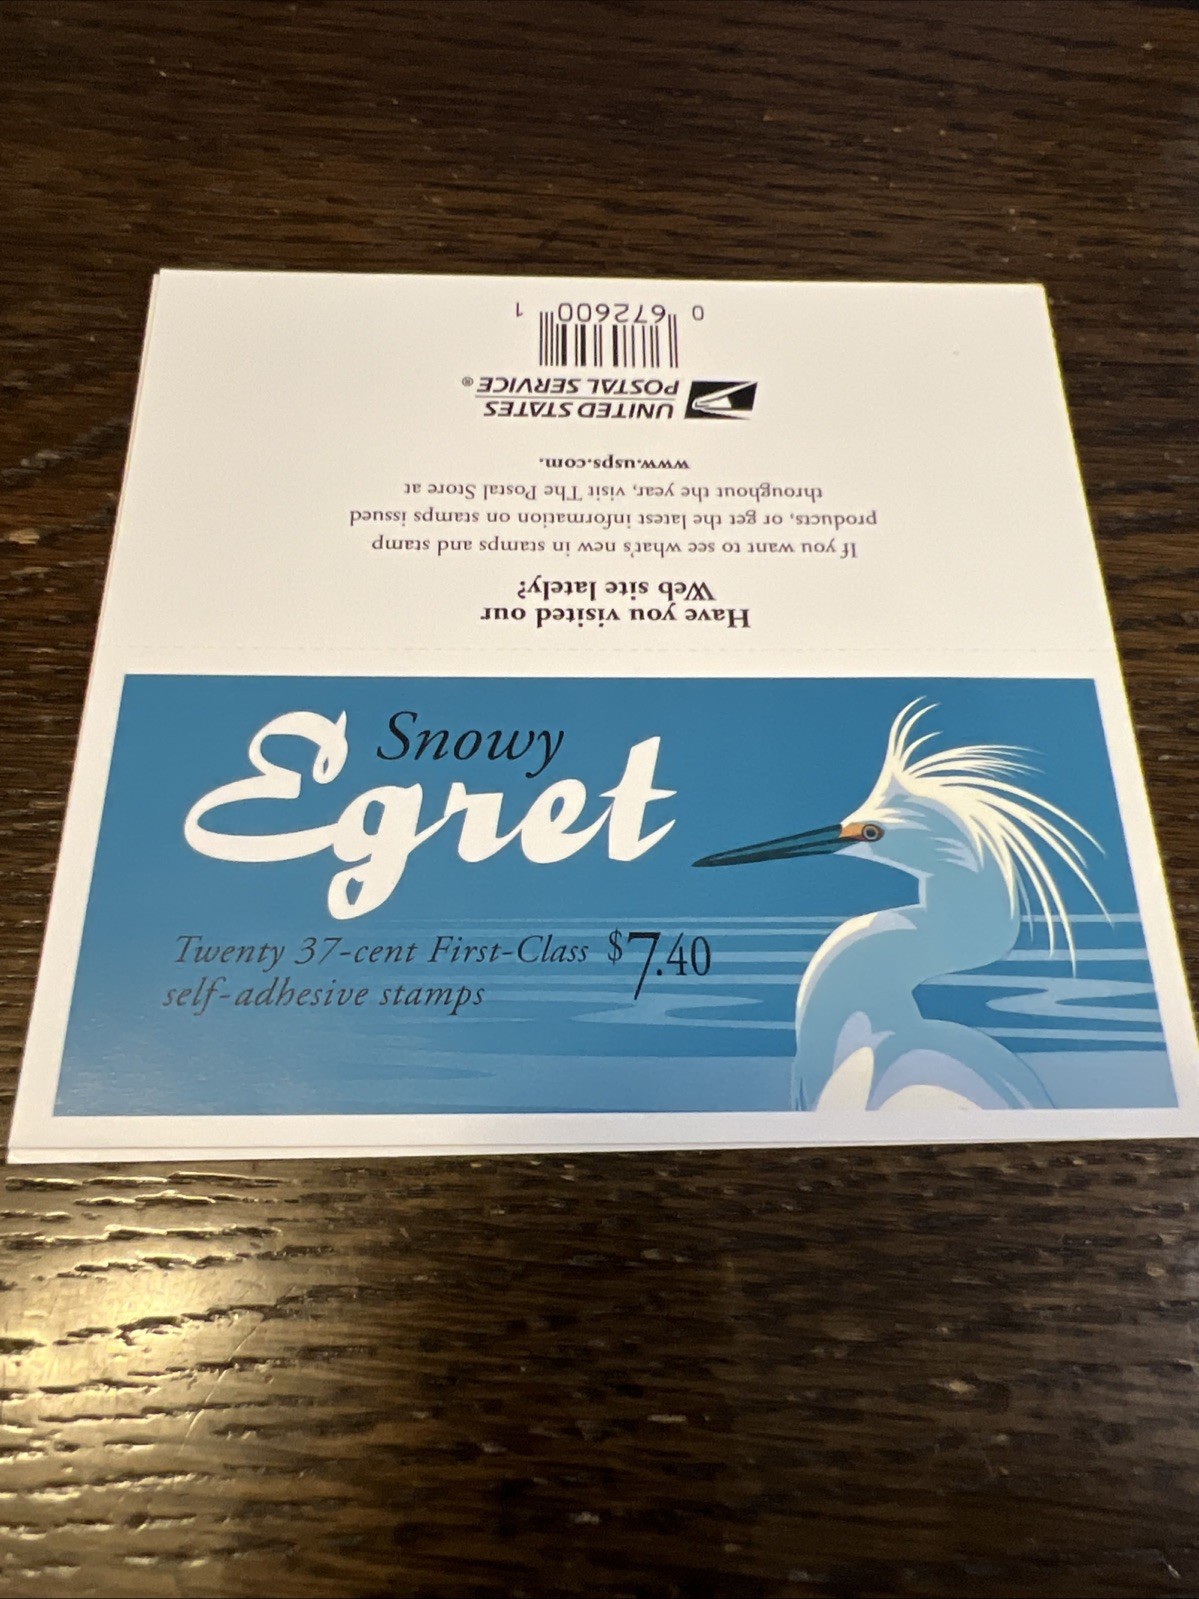 Snowy
Egret
Twenty 37-cent First-Class $7.40
self-adhesive stamps
Have you visited our
Web site lately?
If you want to see what's new in stamps and stamp
products, or get the latest information on stamps issued
throughout the year, visit The Postal Store at
www.usps.com.
UNITED STATES
POSTAL SERVICE®
0 672600 1